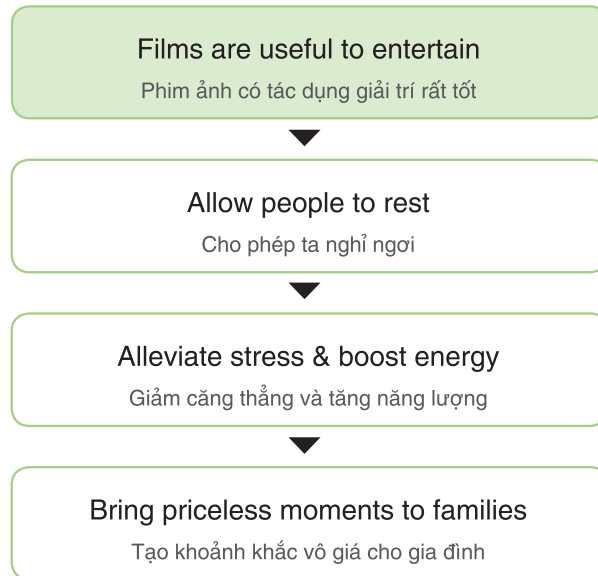 Films are useful to entertain
Phim ảnh có tác dụng giải trí rất tốt
Allow people to rest
Cho phép ta nghỉ ngơi
Alleviate stress & boost energy
Giảm căng thẳng và tăng năng lượng
Bring priceless moments to families
Tạo khoảnh khắc vô giá cho gia đình